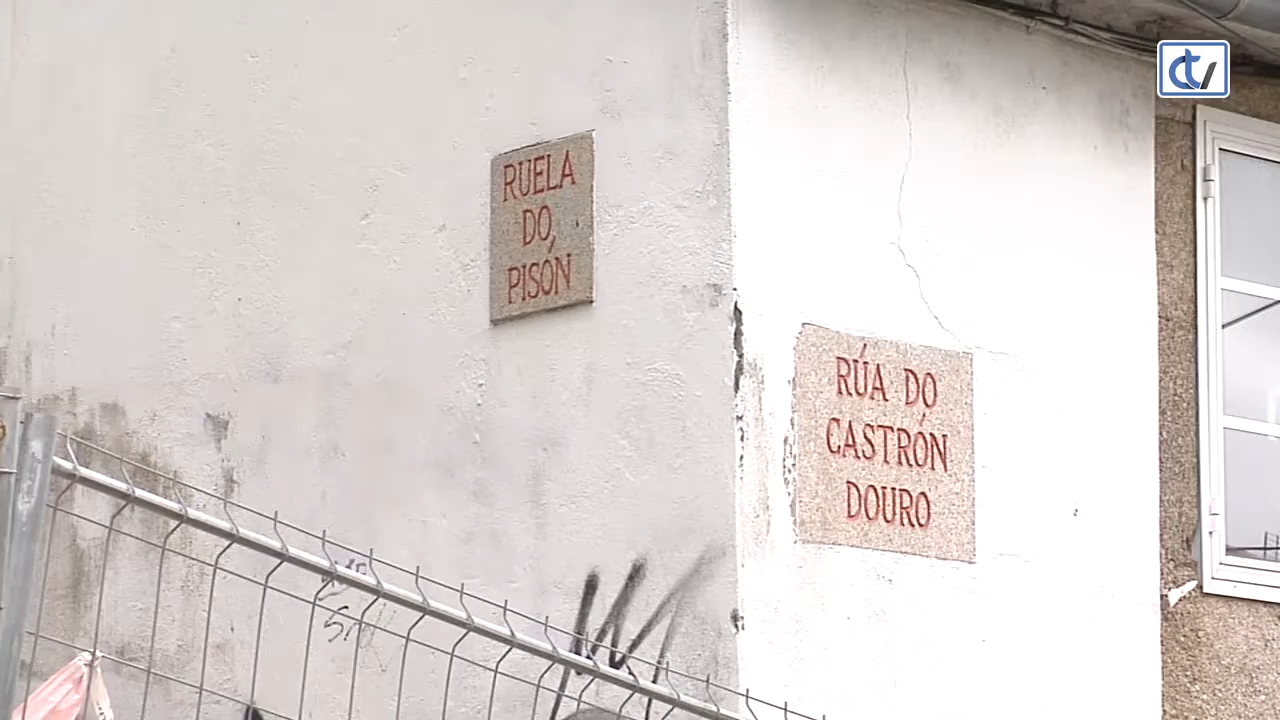 RUELA
DO
PISÓN
RÚA DO
CASTRÓN
DOURO